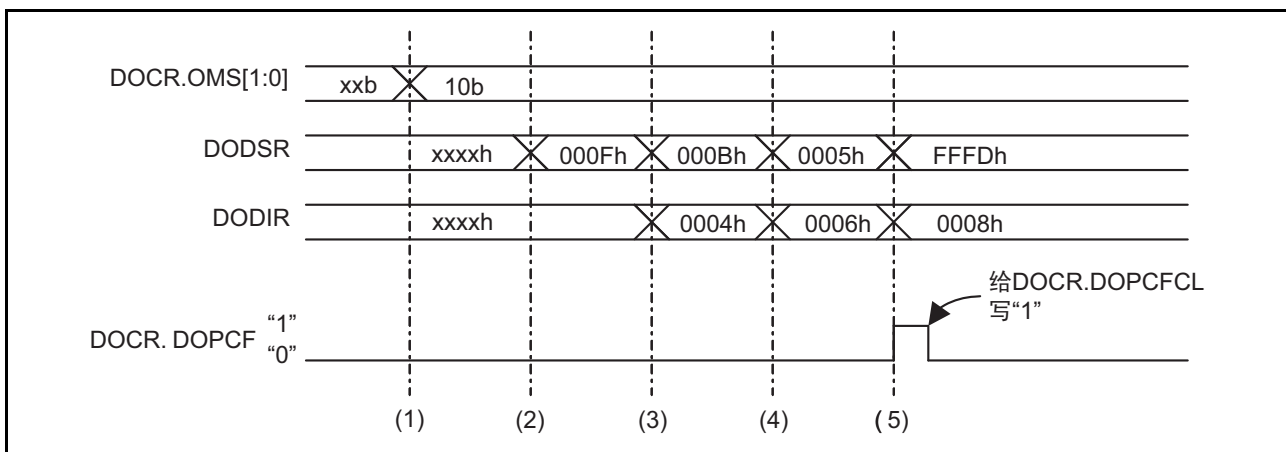 DOCR.OMS[1:0] xxb 10b
DODSR xxxxh 000Fh 000Bh 0005h FFFDh
DODIR xxxxh 0004h 0006h 0008h
给DOCR.DOPCFCL
写“1”
DOCR. DOPCF “1”
“0”
(1) (2) (3) (4) ( 5)